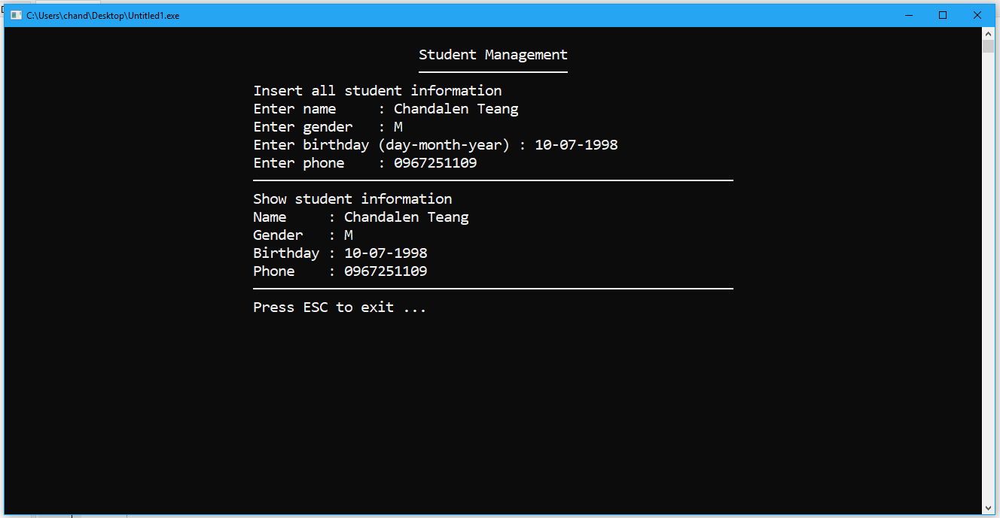 C:\Users\chand\Desktop\Untitled1.exe
Student Management
Insert all student information
Enter name     : Chandalen Teang
Enter gender   : M
Enter birthday (day-month-year) : 10-07-1998
Enter phone    : 0967251109
Show student information
Name     : Chandalen Teang
Gender   : M
Birthday : 10-07-1998
Phone    : 0967251109
Press ESC to exit ...